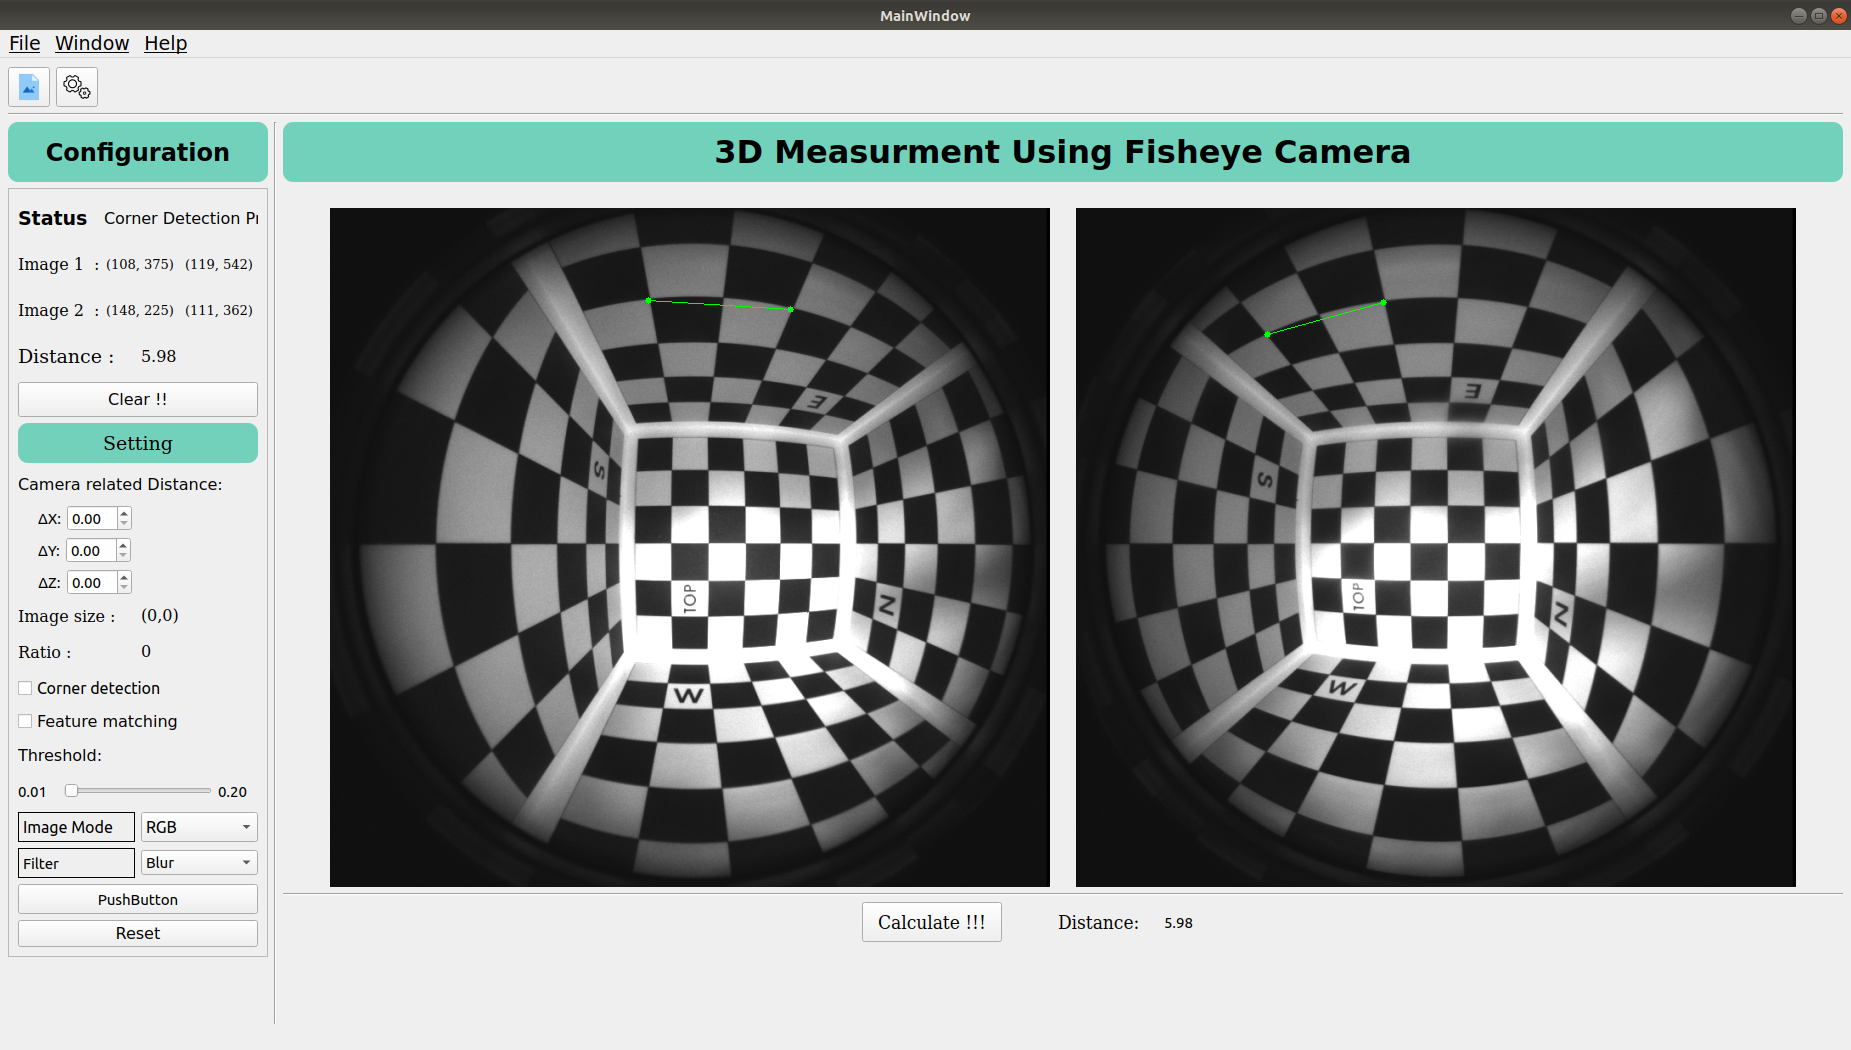 MainWindow
File Window Help
Configuration
3D Measurment Using Fisheye Camera
Status Corner Detection Pr
Image 1 : (108, 375) (119, 542)
Image 2 : (148, 225) (111, 362)
Distance : 5.98
Clear !!
Setting
Camera related Distance:
ΔX: 0.00
ΔY: 0.00
ΔZ: 0.00
Image size : (0,0)
Ratio : 0
Corner detection
Feature matching
Threshold:
0.01 0.20
Image Mode RGB
Filter Blur
PushButton
Reset
E
S
TOP
N
W
E
S
TOP
N
W
Calculate !!! Distance: 5.98